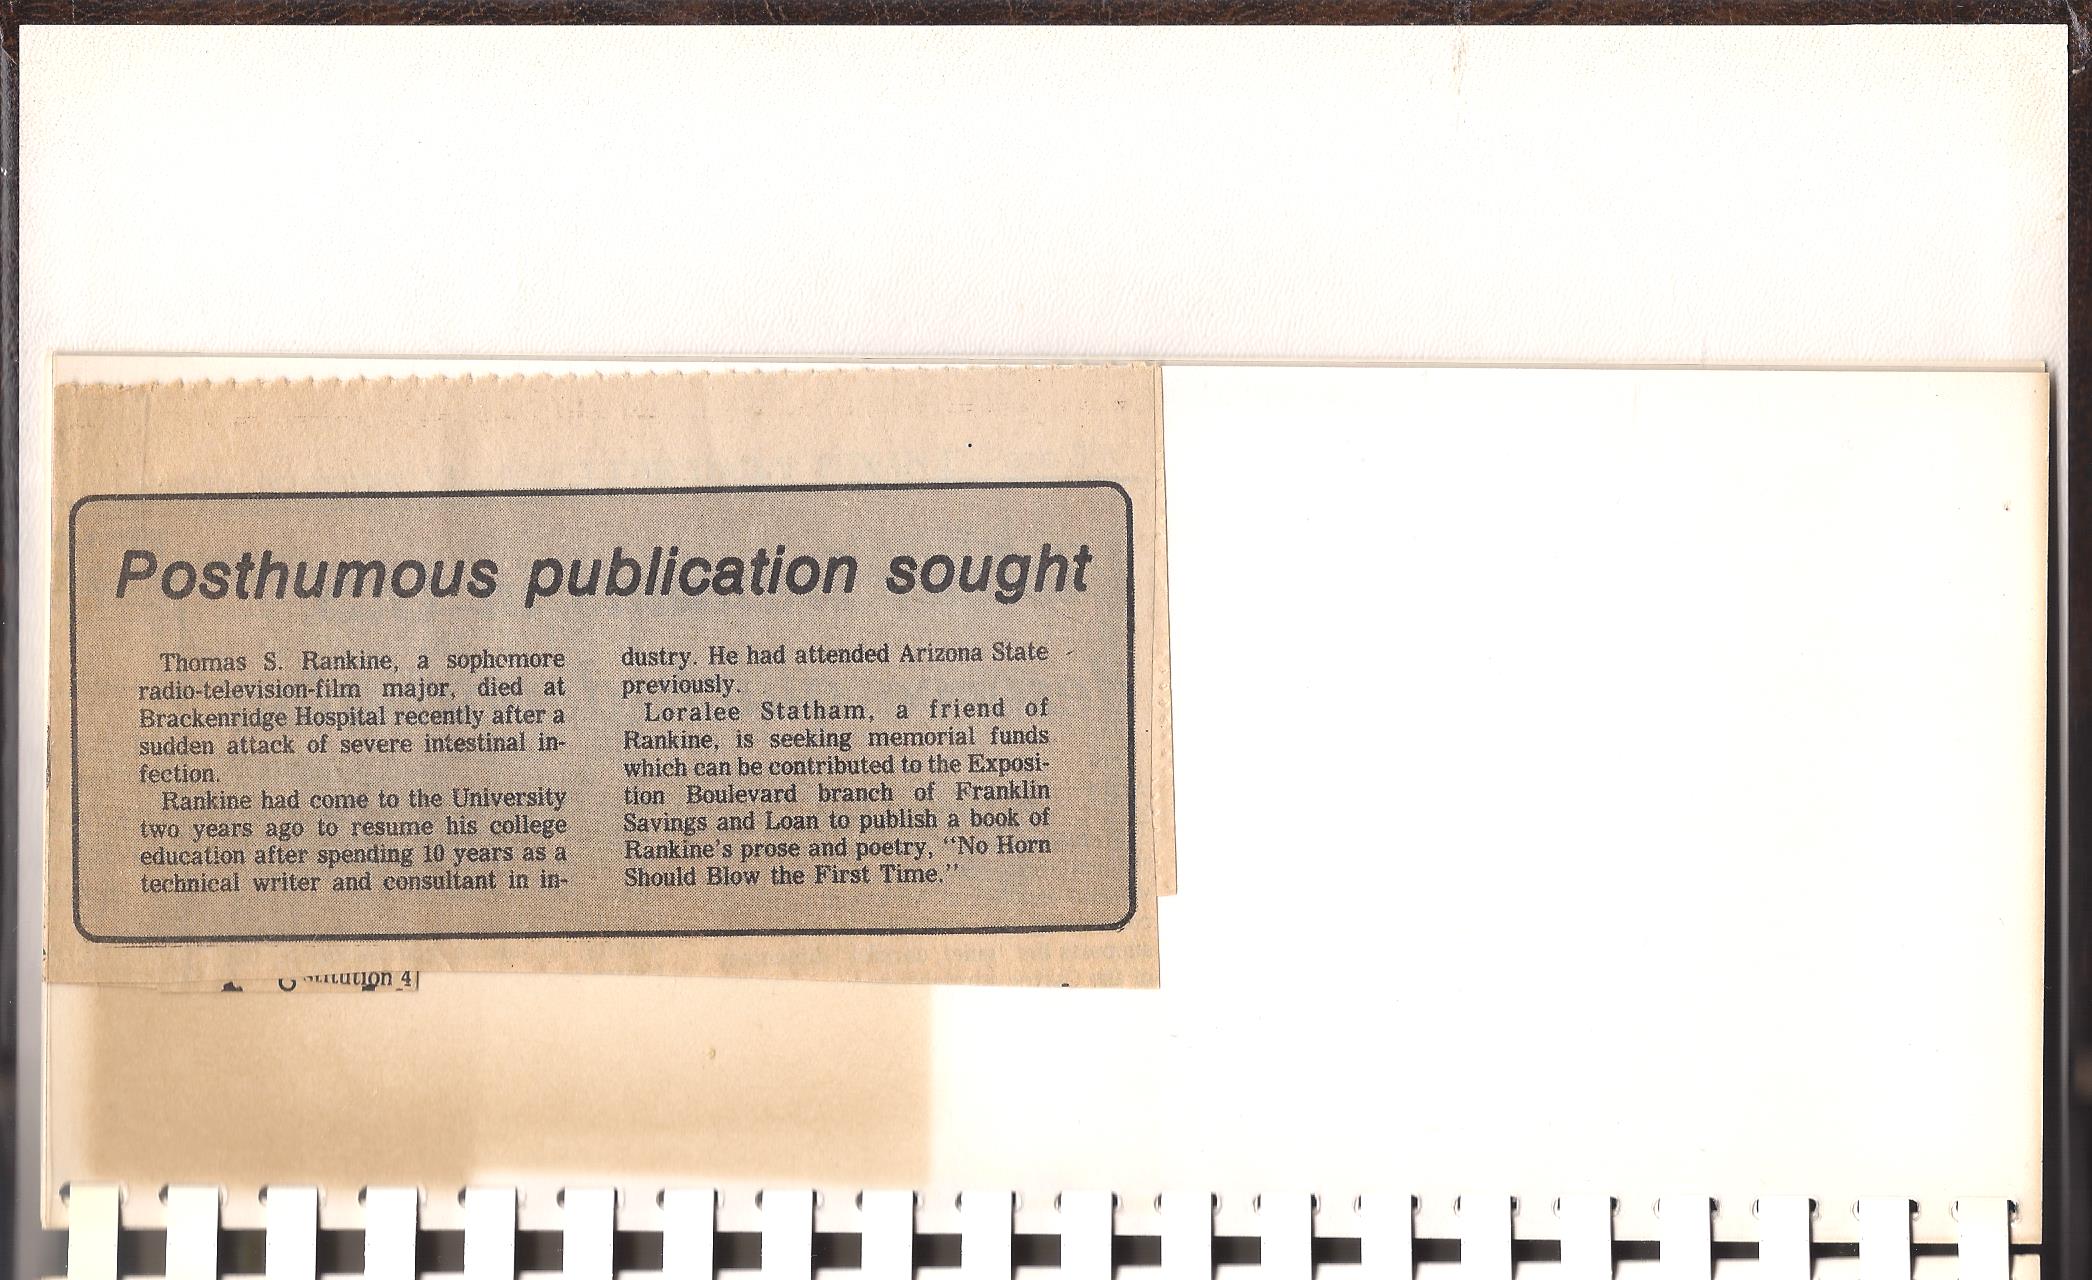 Posthumous publication sought
Thomas S. Rankine, a sophomore
radio-television-film major, died at
Brackenridge Hospital recently after a
sudden attack of severe intestinal in-
fection.
Rankine had come to the University
two years ago to resume his college
education after spending 10 years as a
technical writer and consultant in in-
dustry. He had attended Arizona State
previously.
Loralee Statham, a friend of
Rankine, is seeking memorial funds
which can be contributed to the Exposi-
tion Boulevard branch of Franklin
Savings and Loan to publish a book of
Rankine's prose and poetry, "No Horn
Should Blow the First Time."
4